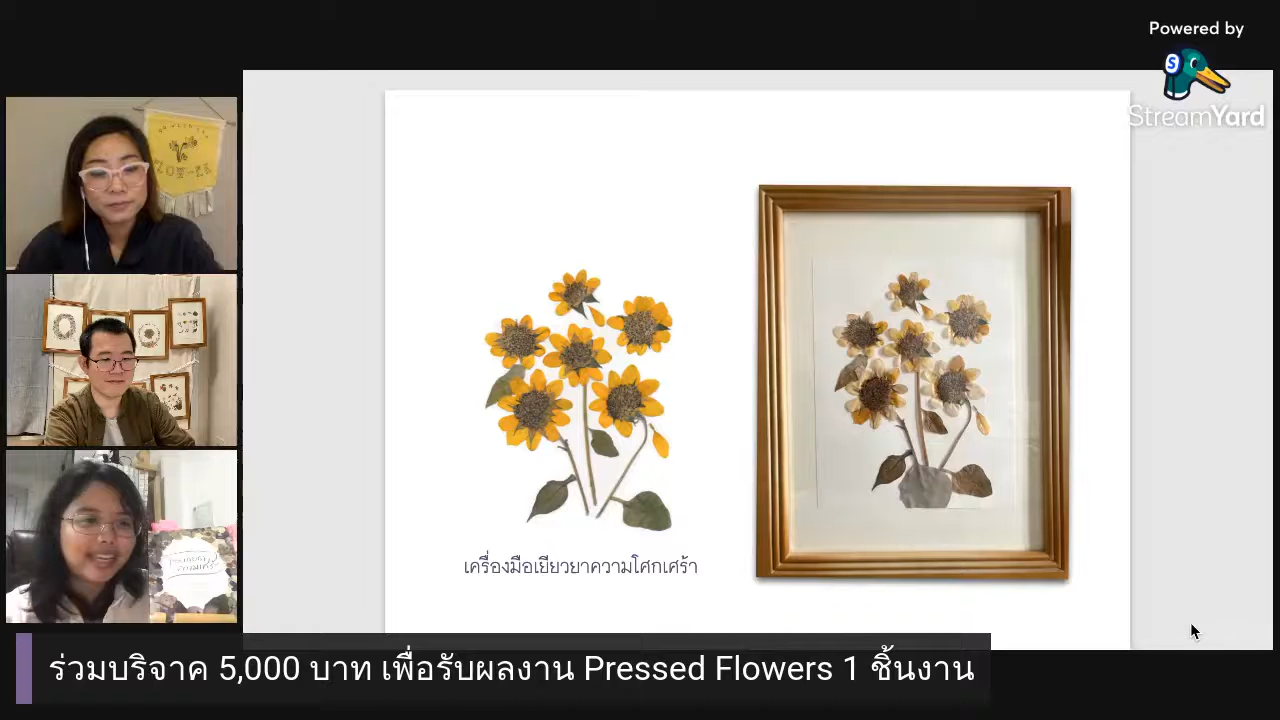 Powered by
StreamYard
เครื่องมือเยียวยาความโศกเศร้า
ร่วมบริจาค 5,000 บาท เพื่อรับผลงาน Pressed Flowers 1 ชิ้นงาน